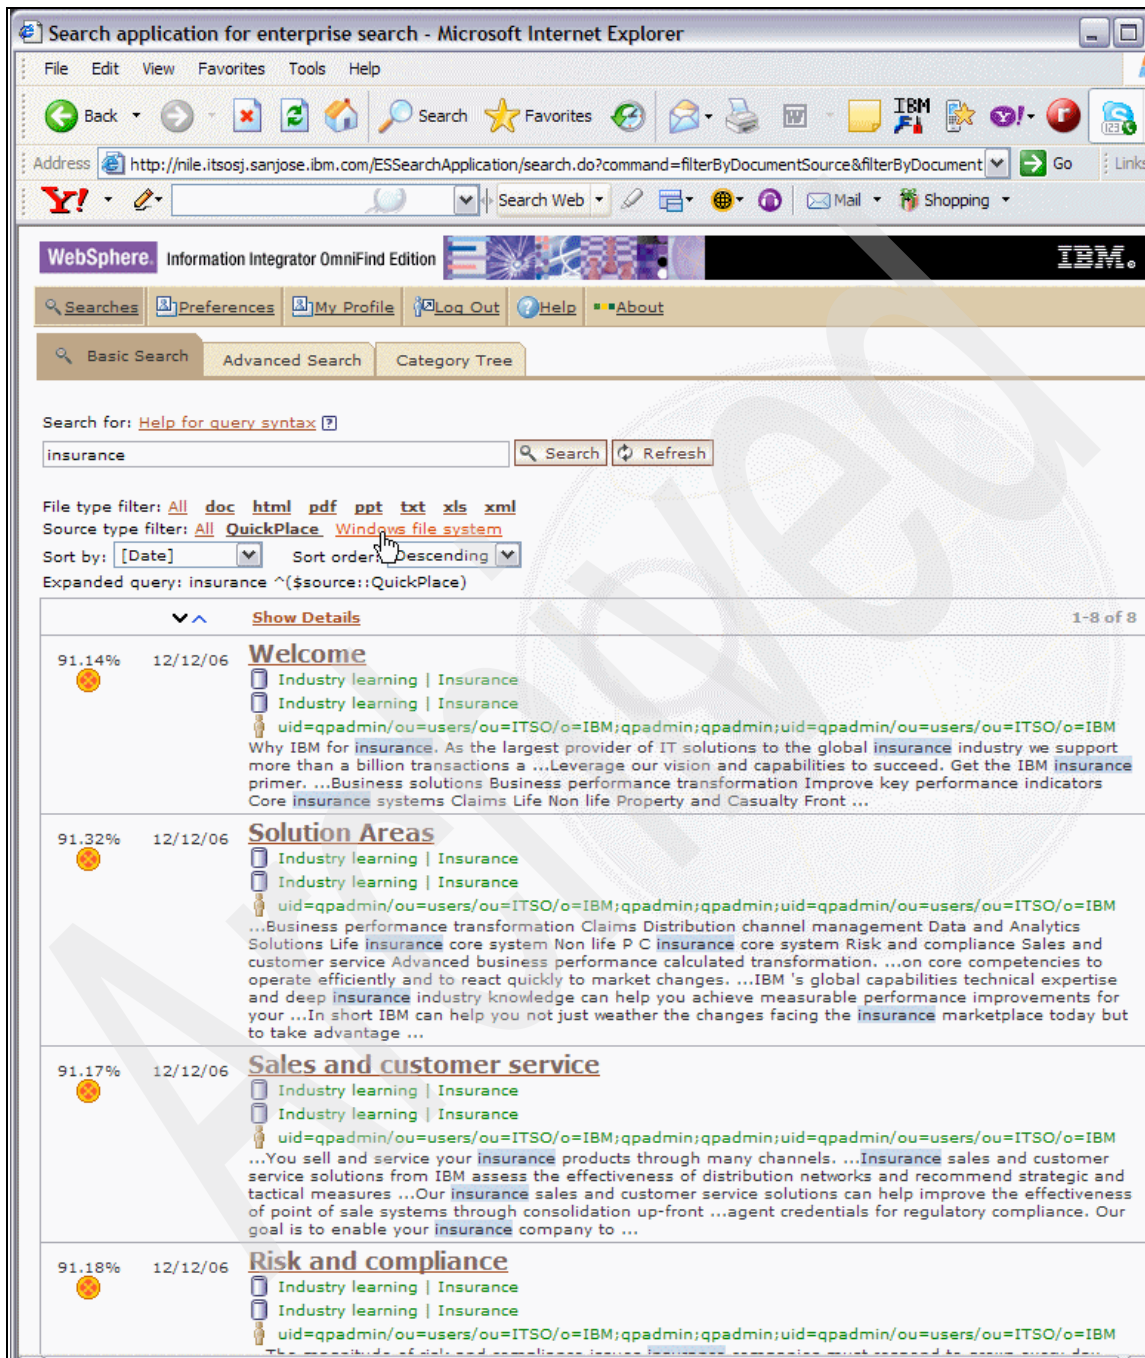 Search application for enterprise search - Microsoft Internet Explorer
File Edit View Favorites Tools Help
Back Search Favorites IBM
Address http://nile.itsosj.sanjose.ibm.com/ESSearchApplication/search.do?command=filterByDocumentSource&filterByDocument Go Links
Y! Search Web Mail Shopping
WebSphere. Information Integrator OmniFind Edition IBM.
Searches Preferences My Profile Log Out Help About
Basic Search Advanced Search Category Tree
Search for: Help for query syntax ?
insurance Search Refresh
File type filter: All doc html pdf ppt txt xls xml
Source type filter: All QuickPlace Windows file system
Sort by: [Date] Sort order: Descending
Expanded query: insurance ^($source::QuickPlace)
Show Details 1-8 of 8
91.14% 12/12/06 Welcome
Industry learning | Insurance
Industry learning | Insurance
uid=qpadmin/ou=users/ou=ITSO/o=IBM;qpadmin;qpadmin;uid=qpadmin/ou=users/ou=ITSO/o=IBM
Why IBM for insurance. As the largest provider of IT solutions to the global insurance industry we support
more than a billion transactions a ...Leverage our vision and capabilities to succeed. Get the IBM insurance
primer. ...Business solutions Business performance transformation Improve key performance indicators
Core insurance systems Claims Life Non life Property and Casualty Front ...
91.32% 12/12/06 Solution Areas
Industry learning | Insurance
Industry learning | Insurance
uid=qpadmin/ou=users/ou=ITSO/o=IBM;qpadmin;qpadmin;uid=qpadmin/ou=users/ou=ITSO/o=IBM
...Business performance transformation Claims Distribution channel management Data and Analytics
Solutions Life insurance core system Non life P C insurance core system Risk and compliance Sales and
customer service Advanced business performance calculated transformation. ...on core competencies to
operate efficiently and to react quickly to market changes. ...IBM 's global capabilities technical expertise
and deep insurance industry knowledge can help you achieve measurable performance improvements for
your ...In short IBM can help you not just weather the changes facing the insurance marketplace today but
to take advantage ...
91.17% 12/12/06 Sales and customer service
Industry learning | Insurance
Industry learning | Insurance
uid=qpadmin/ou=users/ou=ITSO/o=IBM;qpadmin;qpadmin;uid=qpadmin/ou=users/ou=ITSO/o=IBM
...You sell and service your insurance products through many channels. ...Insurance sales and customer
service solutions from IBM assess the effectiveness of distribution networks and recommend strategic and
tactical measures ...Our insurance sales and customer service solutions can help improve the effectiveness
of point of sale systems through consolidation up-front ...agent credentials for regulatory compliance. Our
goal is to enable your insurance company to ...
91.18% 12/12/06 Risk and compliance
Industry learning | Insurance
Industry learning | Insurance
uid=qpadmin/ou=users/ou=ITSO/o=IBM;qpadmin;qpadmin;uid=qpadmin/ou=users/ou=ITSO/o=IBM
The magnitude of risk and compliance issues insurance companies must respond to grows every day
Archived